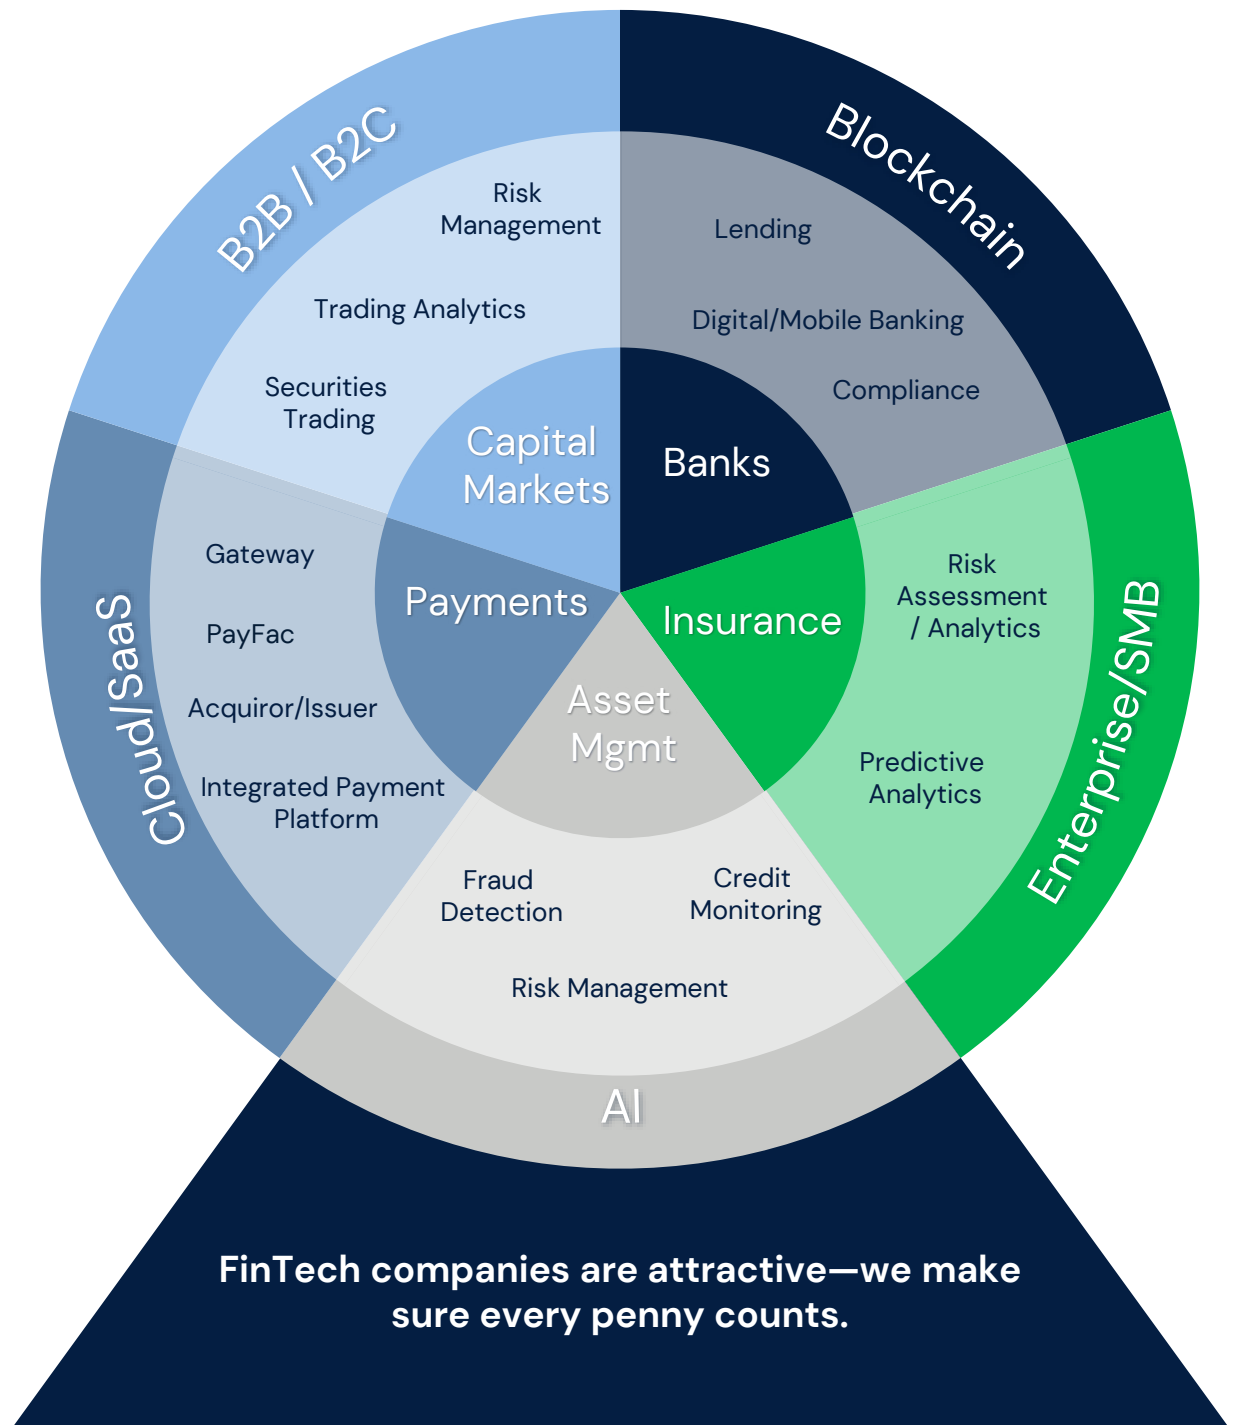 B2B / B2C
Blockchain
Risk
Management
Lending
Trading Analytics
Digital/Mobile Banking
Securities
Trading
Compliance
Capital
Markets
Banks
Gateway
PayFac
Acquiror/Issuer
Integrated Payment
Platform
Cloud/SaaS
Payments
Insurance
Risk
Assessment
/ Analytics
Predictive
Analytics
Enterprise/SMB
Asset
Mgmt
Fraud
Detection
Credit
Monitoring
Risk Management
AI
FinTech companies are attractive—we make
sure every penny counts.